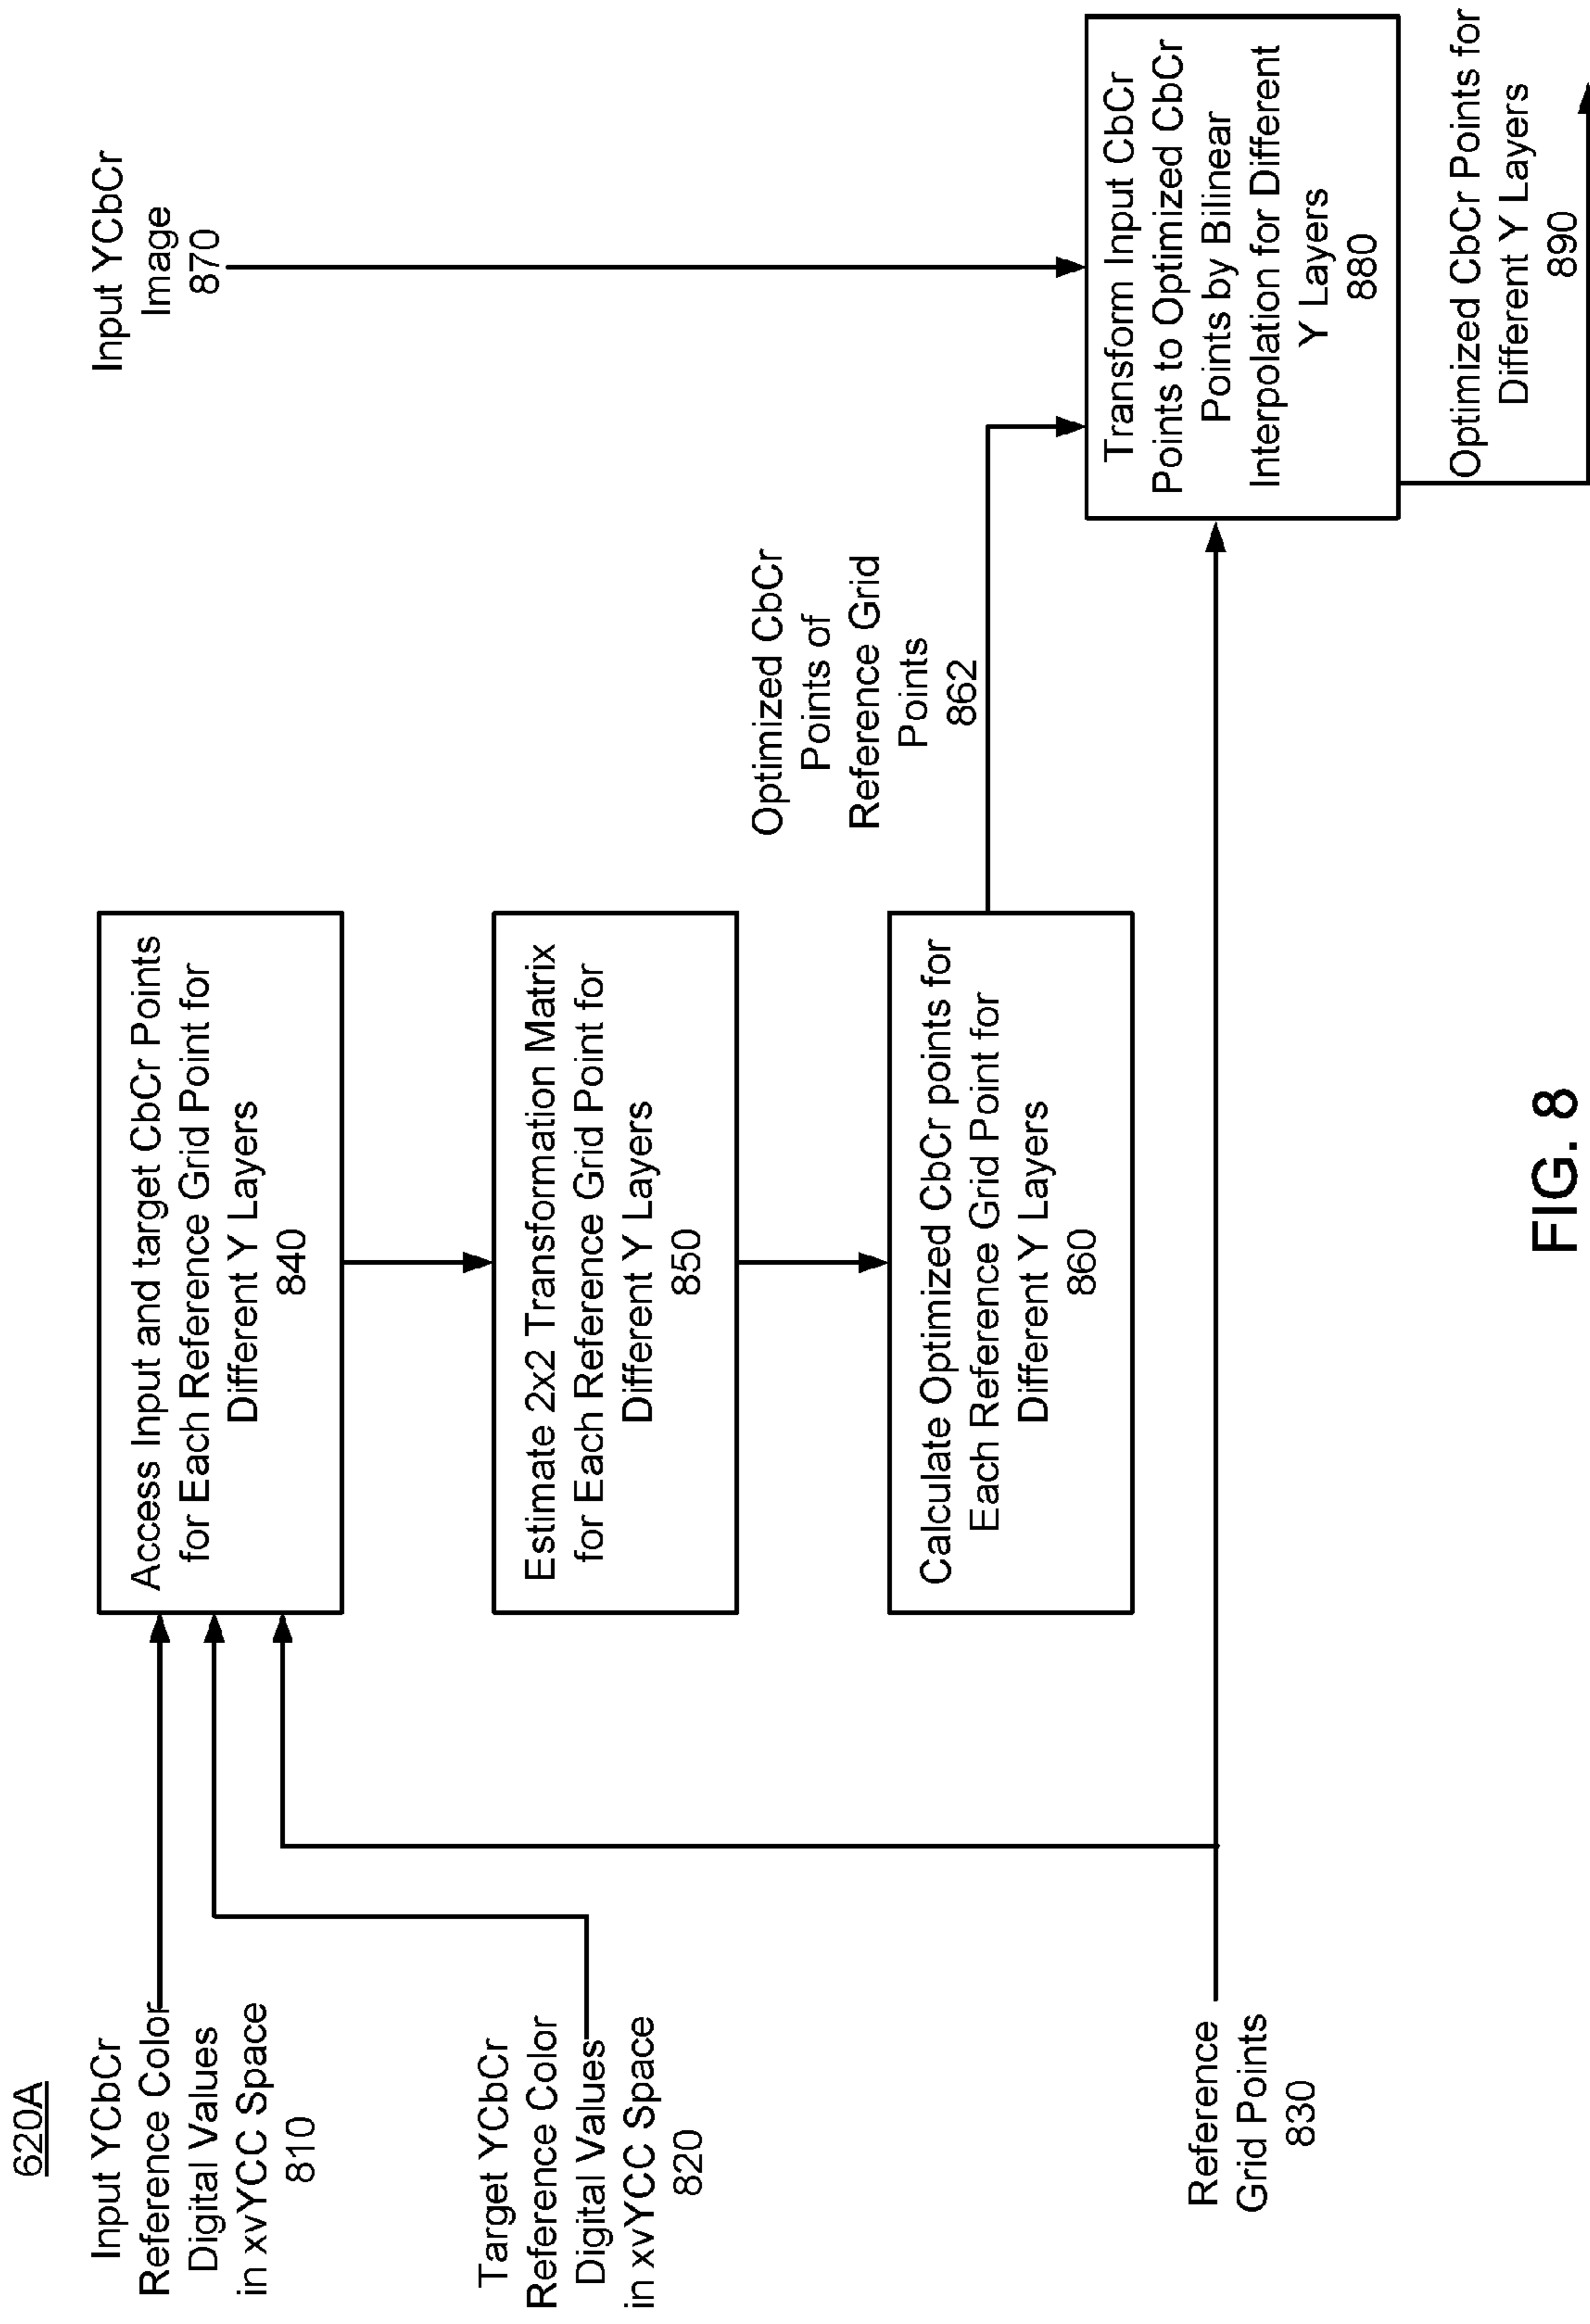 620A
Input YCbCr
Reference Color
Digital Values
in xvYCC Space
810
Target YCbCr
Reference Color
Digital Values
in xvYCC Space
820
Reference
Grid Points
830
Access Input and target CbCr Points
for Each Reference Grid Point for
Different Y Layers
840
Estimate 2x2 Transformation Matrix
for Each Reference Grid Point for
Different Y Layers
850
Calculate Optimized CbCr points for
Each Reference Grid Point for
Different Y Layers
860
Optimized CbCr
Points of
Reference Grid
Points
862
Input YCbCr
Image
870
Transform Input CbCr
Points to Optimized CbCr
Points by Bilinear
Interpolation for Different
Y Layers
880
Optimized CbCr Points for
Different Y Layers
890
FIG. 8